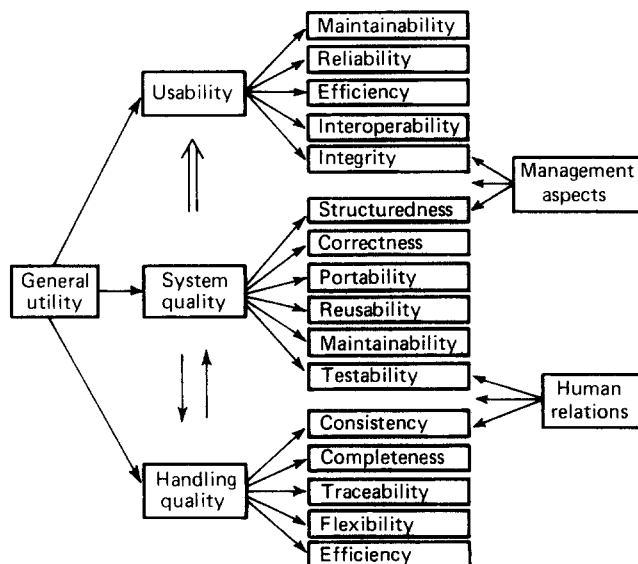 Maintainability
Reliability
Usability
Efficiency
Interoperability
Integrity
Management
aspects
Structuredness
Correctness
General
utility
System
quality
Portability
Reusability
Maintainability
Testability
Human
relations
Consistency
Completeness
Handling
quality
Traceability
Flexibility
Efficiency